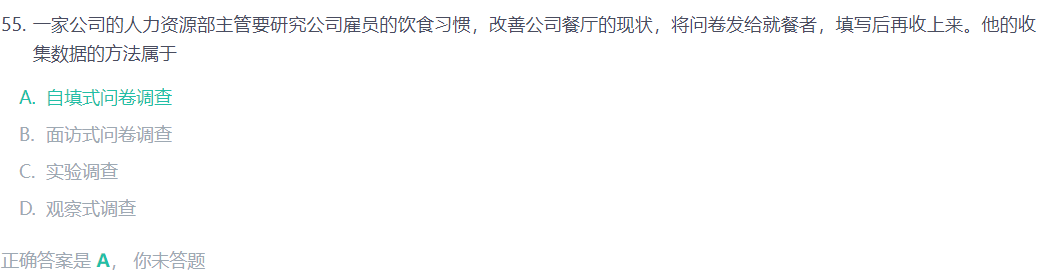 55. 一家公司的人力资源部主管要研究公司雇员的饮食习惯，改善公司餐厅的现状，将问卷发给就餐者，填写后再收上来。他的收
集数据的方法属于
A. 自填式问卷调查
B. 面访式问卷调查
C. 实验调查
D. 观察式调查
正确答案是 A， 你未答题